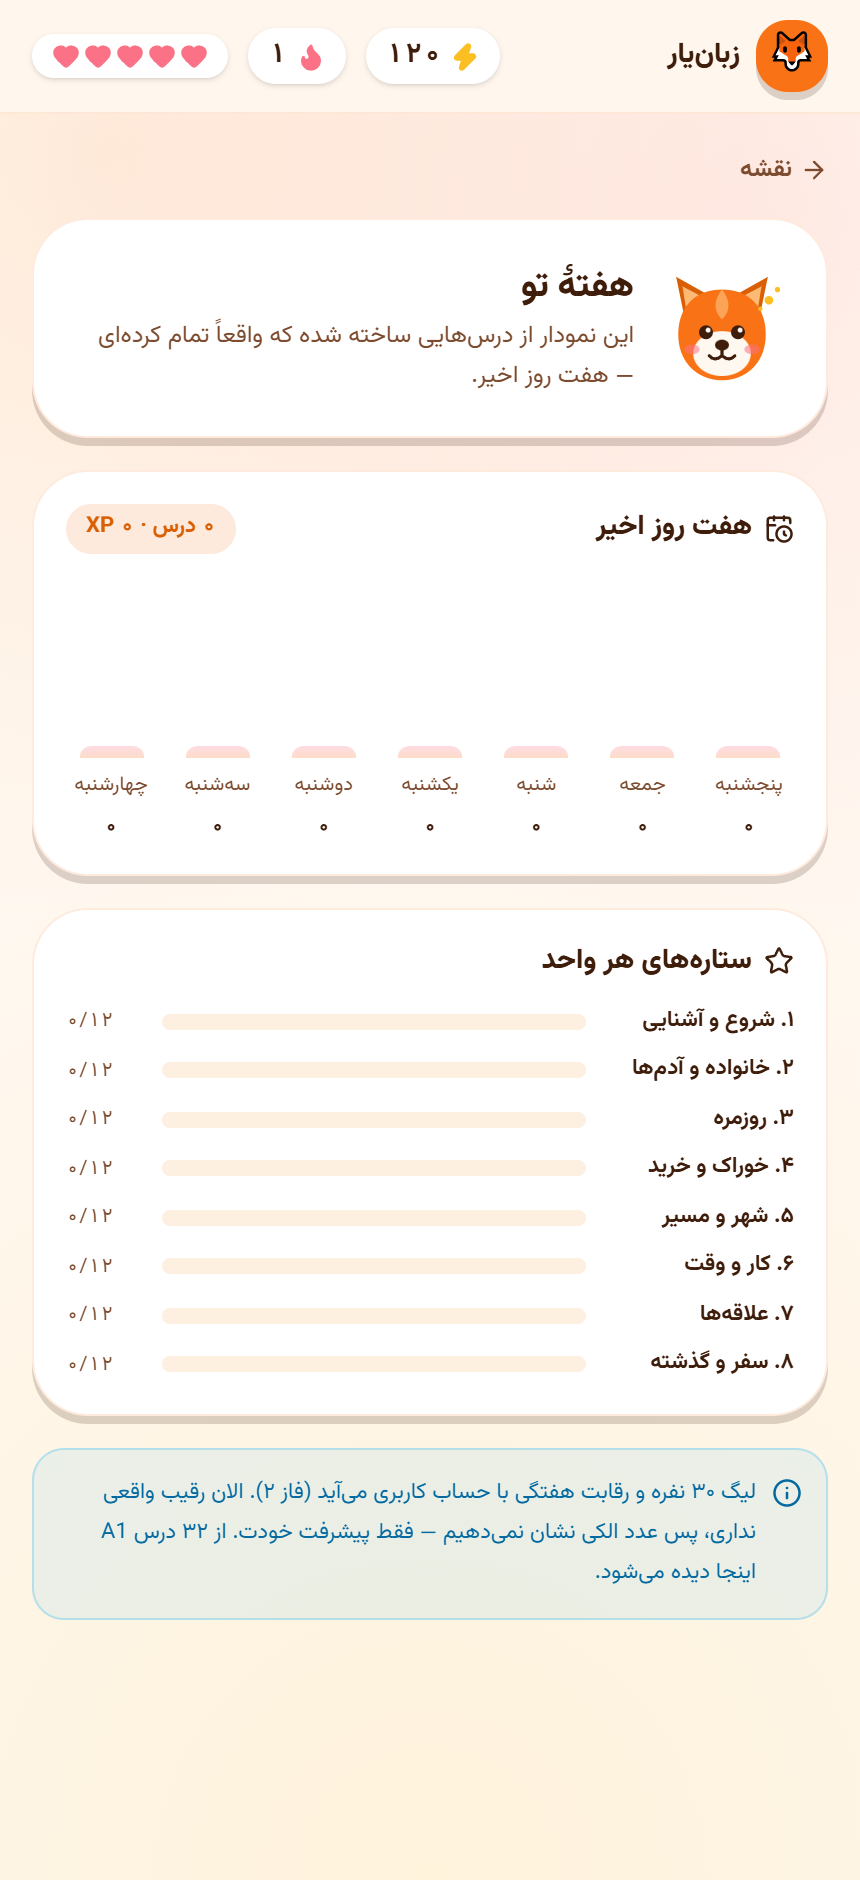 زبان‌یار
۱۲۰
۱
نقشه
هفتهٔ تو
این نمودار از درس‌هایی ساخته شده که واقعاً تمام کرده‌ای
— هفت روز اخیر.
هفت روز اخیر
۰ درس · ۰ XP
پنجشنبه
جمعه
شنبه
یکشنبه
دوشنبه
سه‌شنبه
چهارشنبه
۰
۰
۰
۰
۰
۰
۰
ستاره‌های هر واحد
۱. شروع و آشنایی
۰/۱۲
۲. خانواده و آدم‌ها
۰/۱۲
۳. روزمره
۰/۱۲
۴. خوراک و خرید
۰/۱۲
۵. شهر و مسیر
۰/۱۲
۶. کار و وقت
۰/۱۲
۷. علاقه‌ها
۰/۱۲
۸. سفر و گذشته
۰/۱۲
لیگ ۳۰ نفره و رقابت هفتگی با حساب کاربری می‌آید (فاز ۲). الان رقیب واقعی
نداری، پس عدد الکی نشان نمی‌دهیم — فقط پیشرفت خودت. از ۳۲ درس A1
اینجا دیده می‌شود.